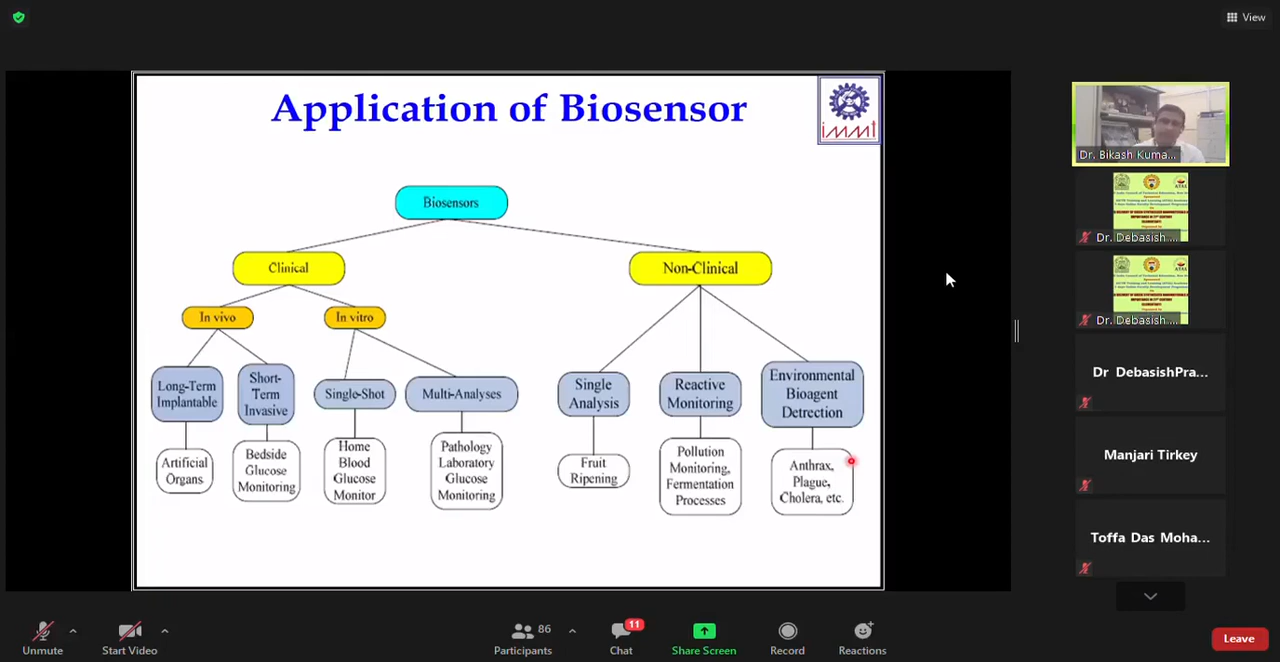 View
Application of Biosensor
immt
Biosensors
Clinical
Non-Clinical
In vivo
In vitro
Long-Term
Implantable
Short-
Term
Invasive
Single-Shot
Multi-Analyses
Single
Analysis
Reactive
Monitoring
Environmental
Bioagent
Detrection
Artificial
Organs
Bedside
Glucose
Monitoring
Home
Blood
Glucose
Monitor
Pathology
Laboratory
Glucose
Monitoring
Fruit
Ripening
Pollution
Monitoring,
Fermentation
Processes
Anthrax,
Plague,
Cholera, etc.
Dr. Bikash Kuma...
Dr. Debasish ...
Dr. Debasish ...
Dr DebasishPra...
Manjari Tirkey
Toffa Das Moha...
Unmute
Start Video
86
Participants
11
Chat
Share Screen
Record
Reactions
Leave